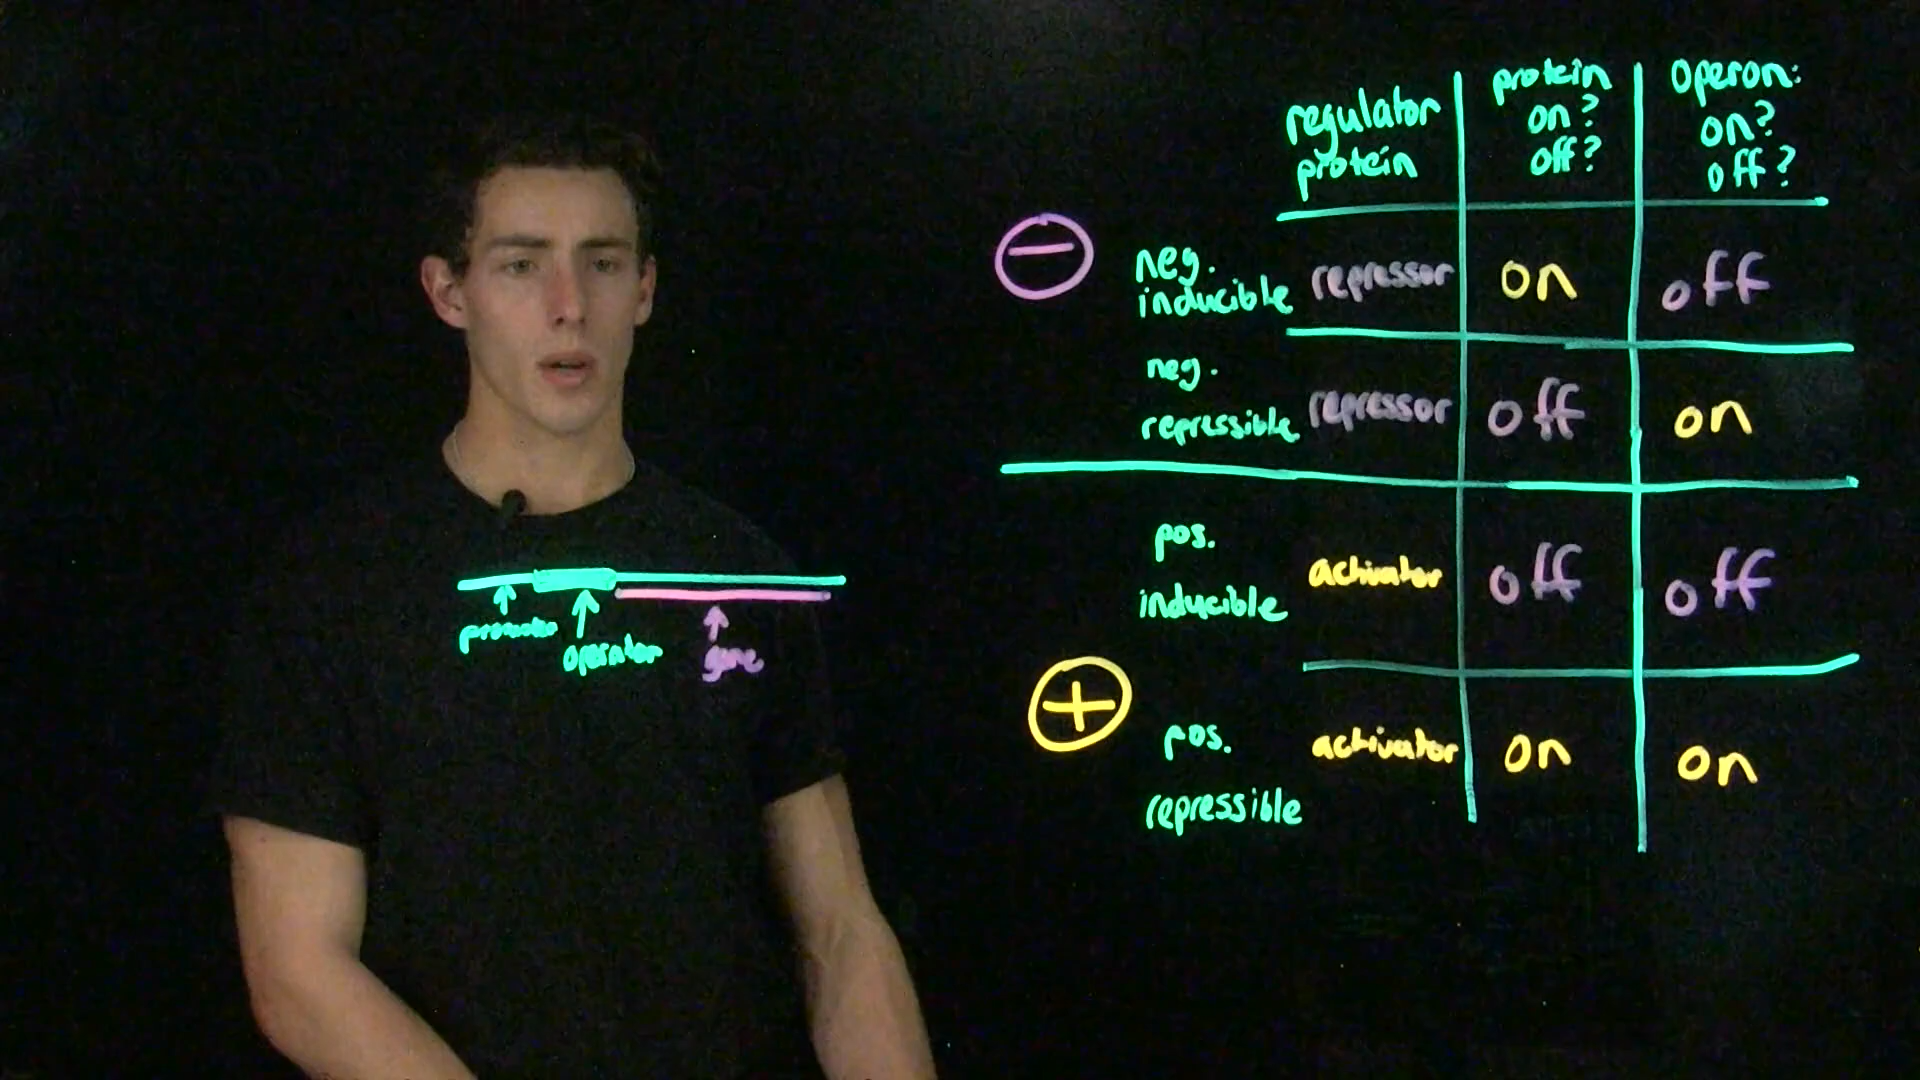 regulator
protein
protein
on?
off?
operon:
on?
off?
−
neg.
inducible
repressor
on
off
neg.
repressible
repressor
off
on
pos.
inducible
activator
off
off
+
pos.
repressible
activator
on
on
promoter
operator
gene